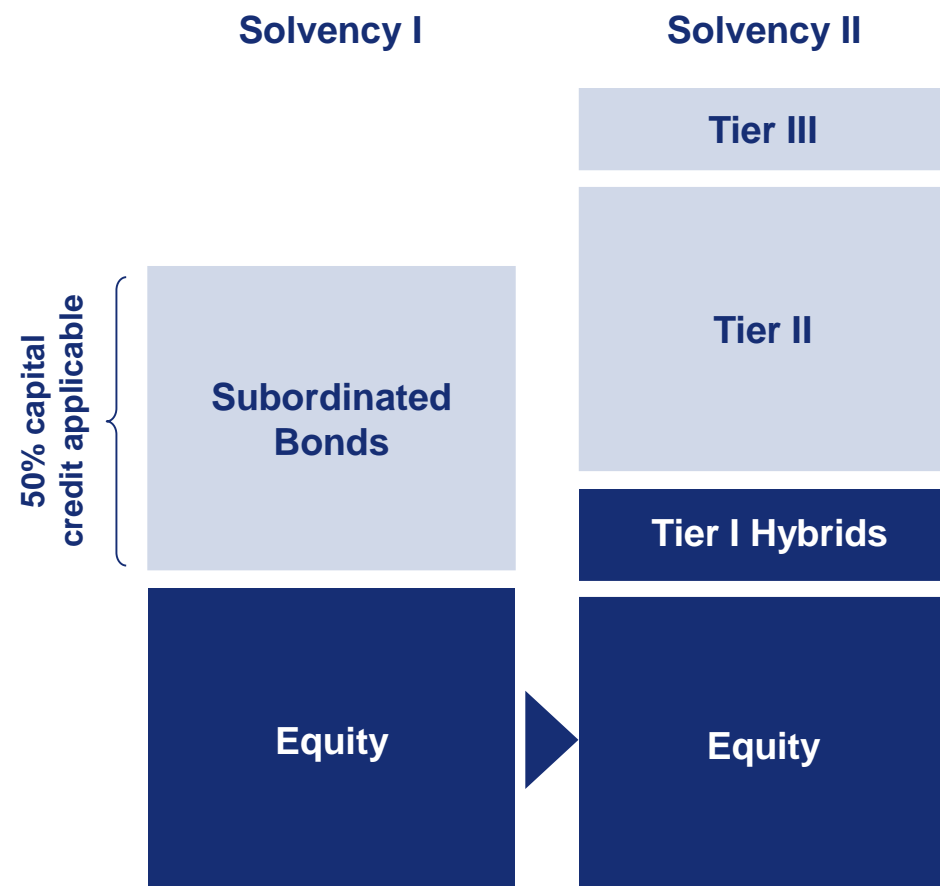 Solvency I
Solvency II
Tier III
Tier II
50% capital
credit applicable
Subordinated
Bonds
Tier I Hybrids
Equity
Equity